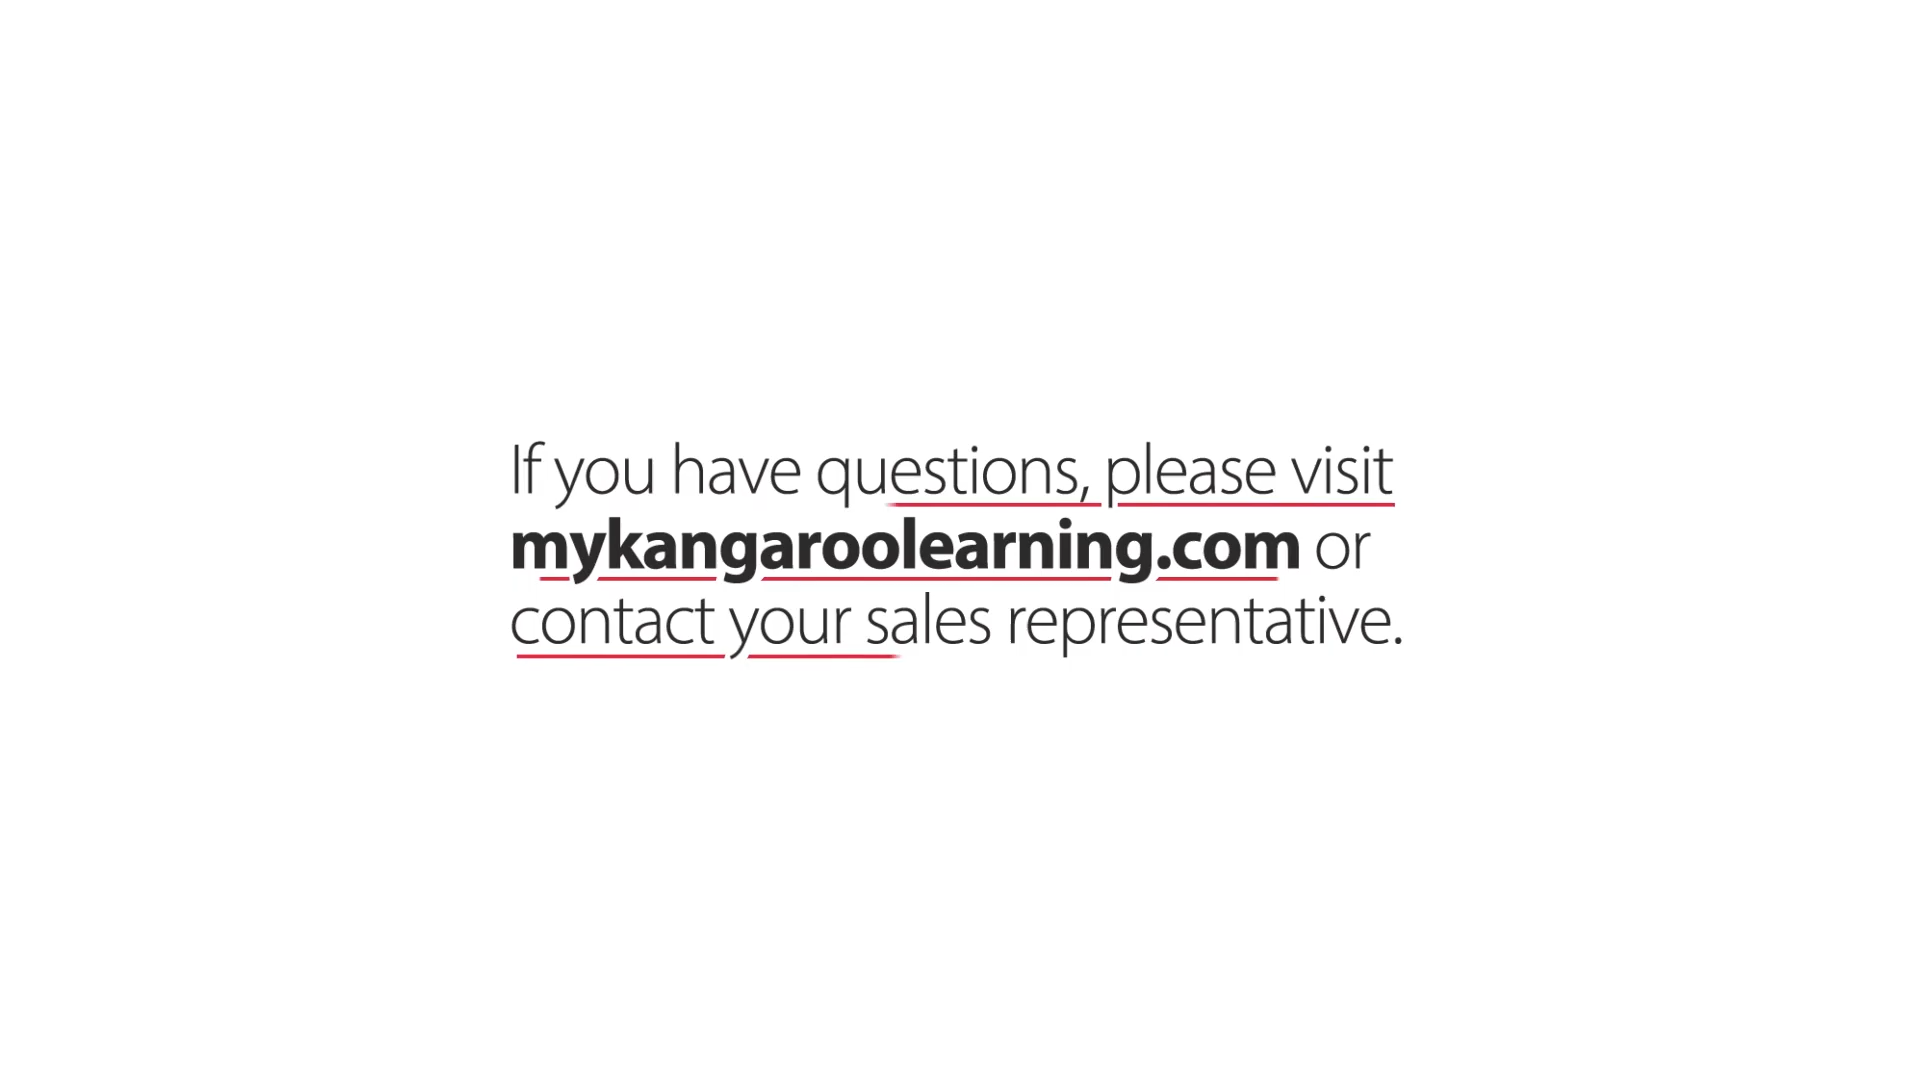 If you have questions, please visit
mykangaroolearning.com or
contact your sales representative.